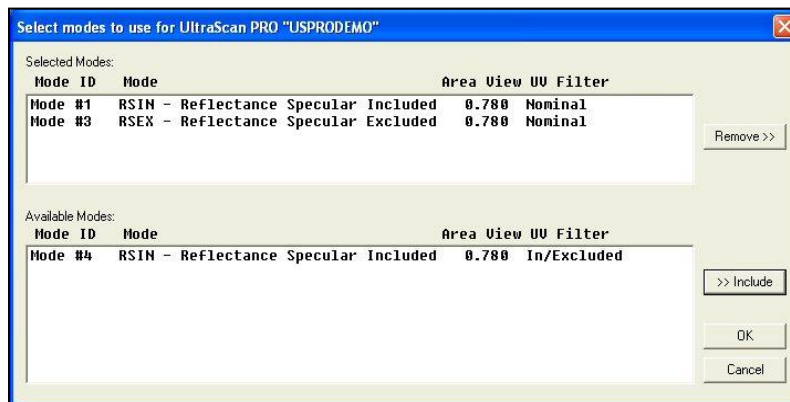 Select modes to use for UltraScan PRO "USPRODEMO"
Selected Modes:
Mode ID Mode Area View UV Filter
Mode #1 RSIN - Reflectance Specular Included 0.780 Nominal
Mode #3 RSEX - Reflectance Specular Excluded 0.780 Nominal
Remove >>
Available Modes:
Mode ID Mode Area View UV Filter
Mode #4 RSIN - Reflectance Specular Included 0.780 In/Excluded
>> Include
OK
Cancel